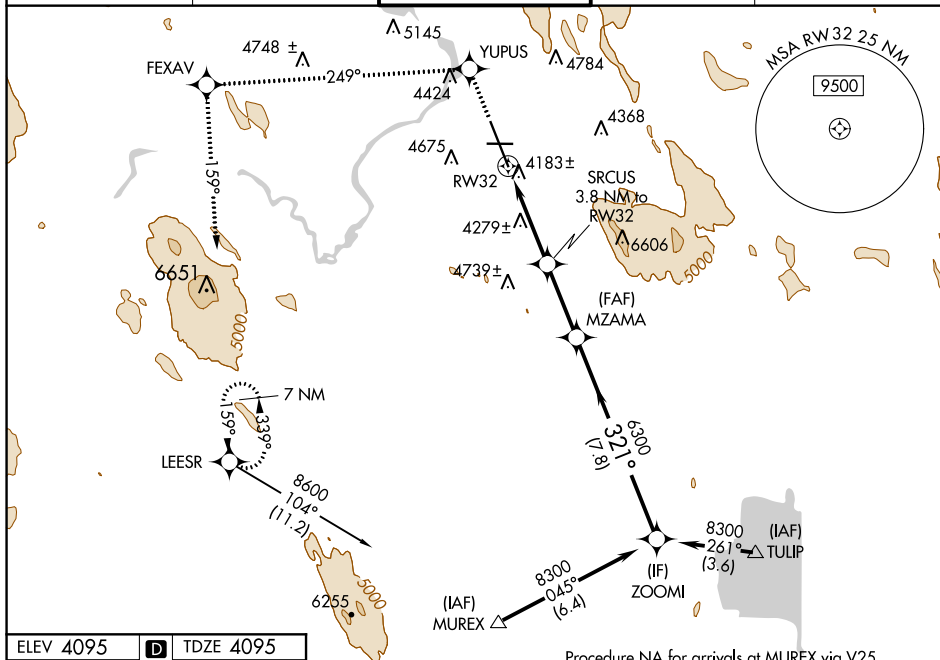 5145
4748 ±
YUPUS
4784
MSA RW 32 25 NM
FEXAV
249°
4424
9500
4368
4675
4183±
RW32
159°
SRCUS
3.8 NM to
RW32
4279±
6606
5000
6651
4739±
(FAF)
MZAMA
5000
7 NM
159°
339°
6300
321°
(7.8)
LEESR
8600
104°
(11.2)
8300
261°
(3.6)
(IAF)
TULIP
(IF)
ZOOMI
8300
045°
(6.4)
5000
6255
(IAF)
MUREX
ELEV 4095 D TDZE 4095
Procedure NA for arrivals at MUREX via V25